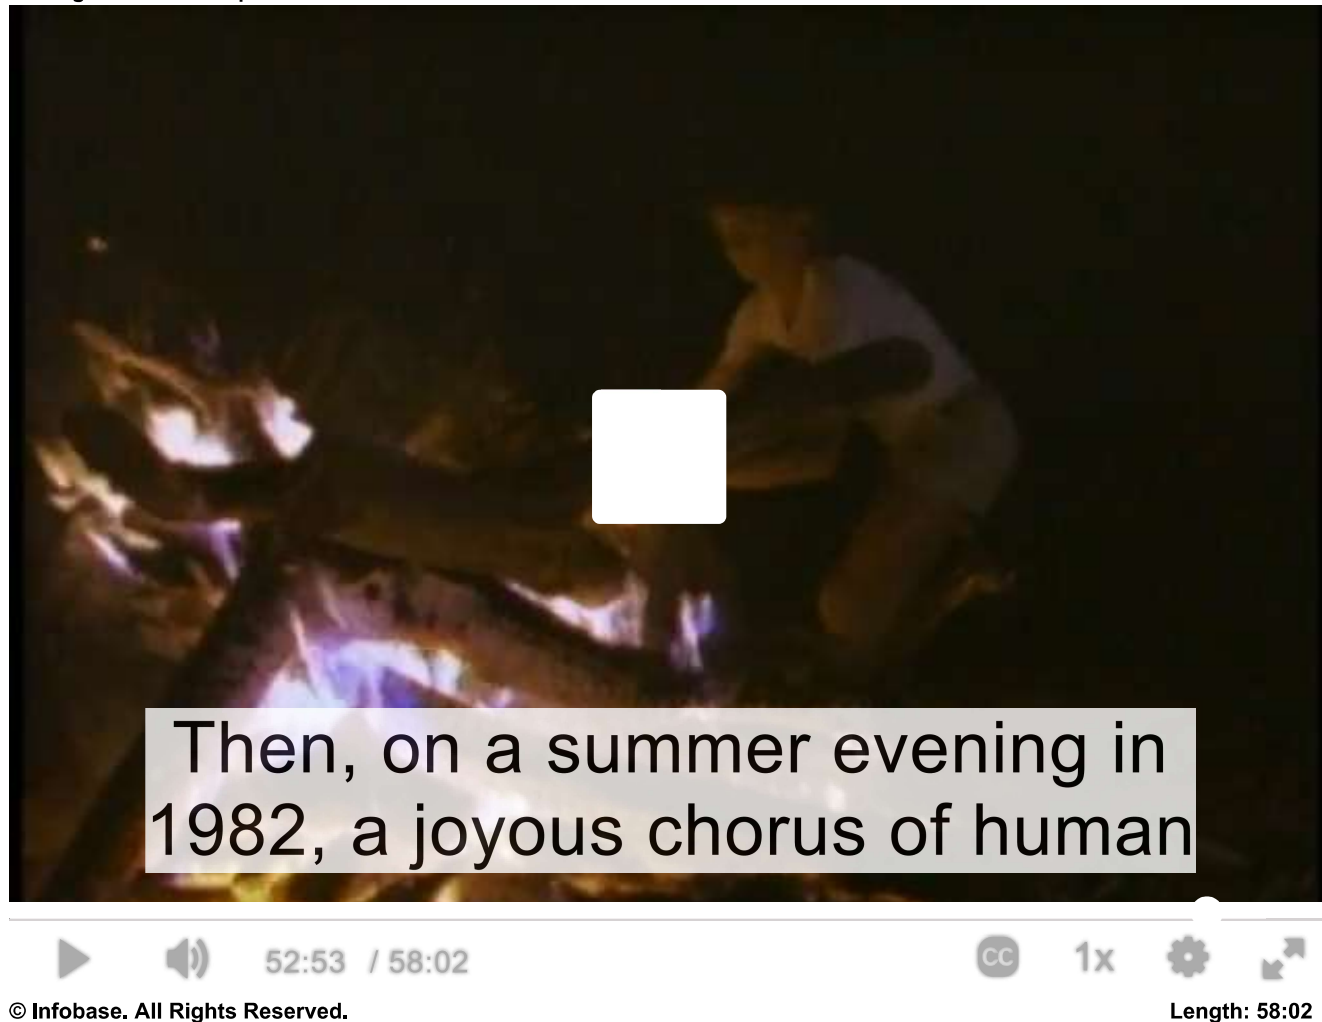 Then, on a summer evening in
1982, a joyous chorus of human
52:53 / 58:02
CC
1x
© Infobase. All Rights Reserved.
Length: 58:02